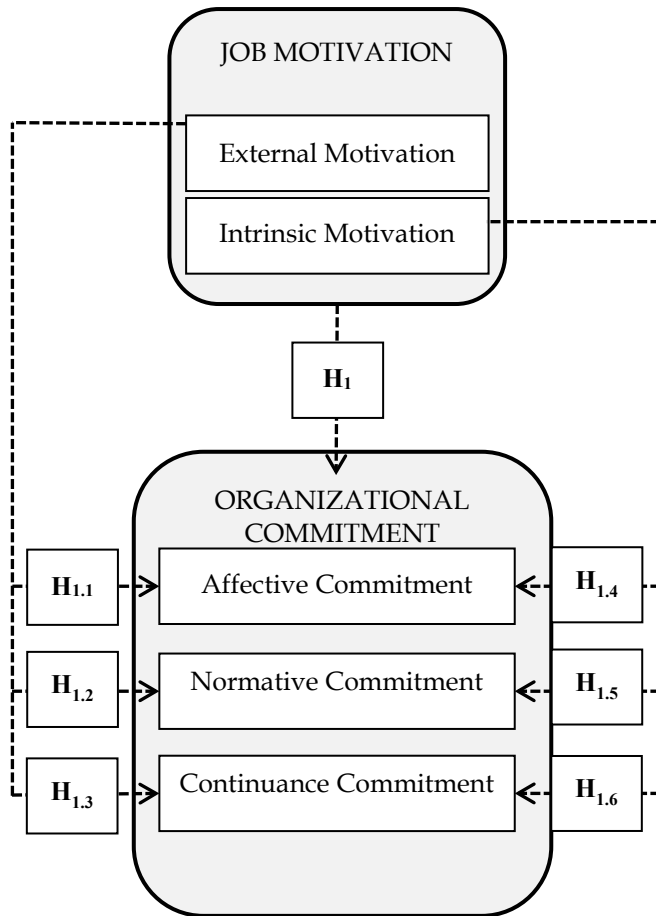 JOB MOTIVATION
External Motivation
Intrinsic Motivation
H1
ORGANIZATIONAL
COMMITMENT
H1.1
Affective Commitment
H1.4
H1.2
Normative Commitment
H1.5
H1.3
Continuance Commitment
H1.6